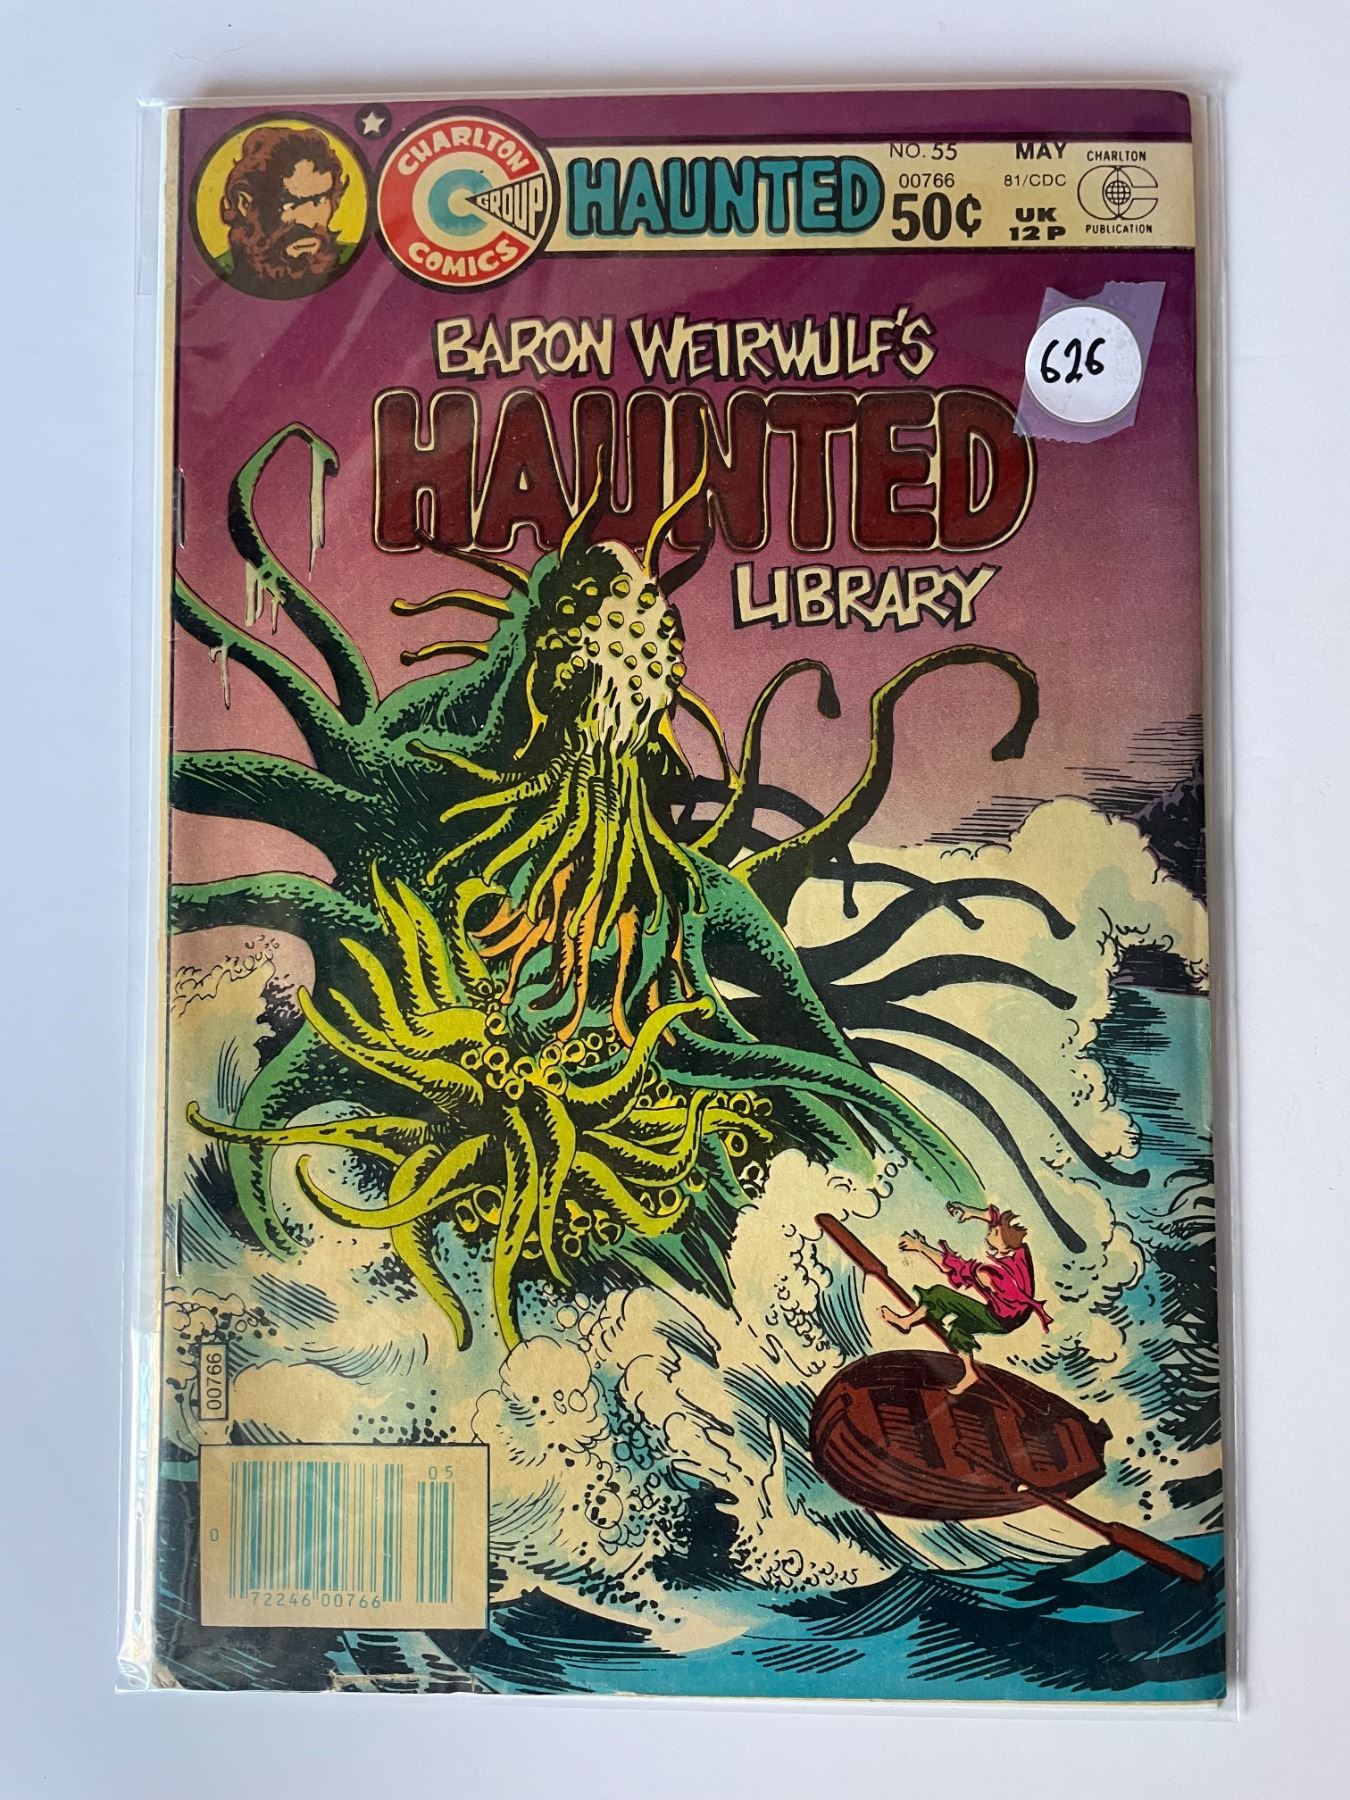 CHARLTON
GROUP
COMICS
HAUNTED
NO. 55
MAY
00766
81/CDC
50¢
UK
12P
CHARLTON
PUBLICATION
BARON WEIRWULF'S
HAUNTED
LIBRARY
626
00766
05
0
72246 00766